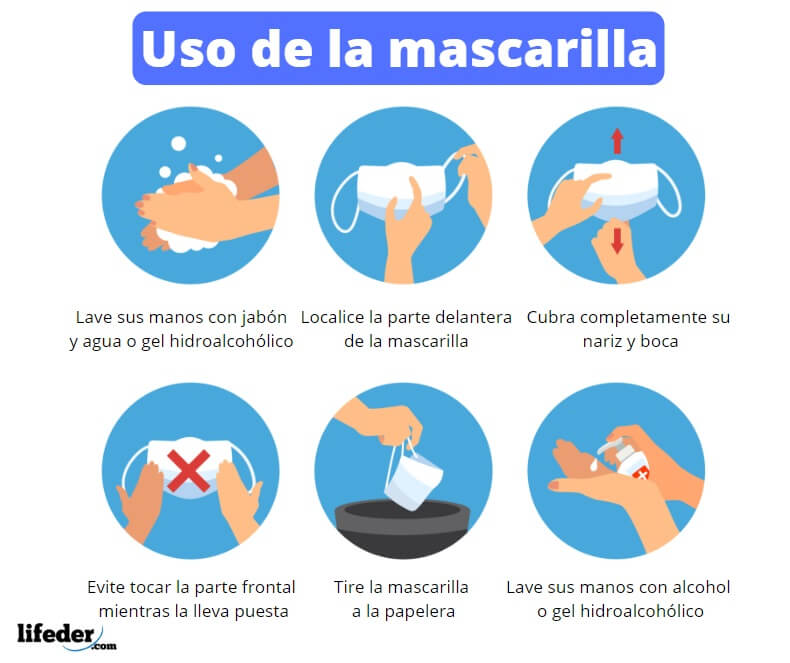 Uso de la mascarilla
Lave sus manos con jabón
y agua o gel hidroalcohólico
Localice la parte delantera
de la mascarilla
Cubra completamente su
nariz y boca
Evite tocar la parte frontal
mientras la lleva puesta
Tire la mascarilla
a la papelera
Lave sus manos con alcohol
o gel hidroalcohólico
lifeder.com